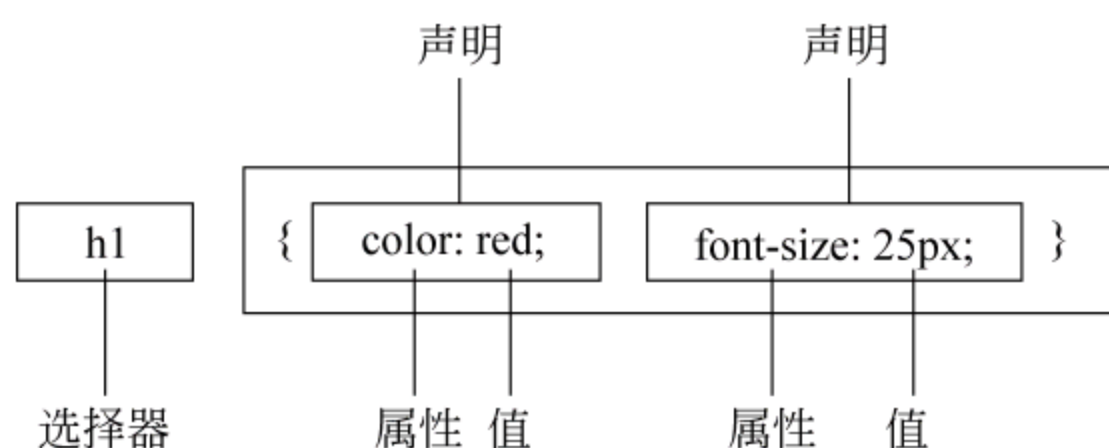 声明 声明
h1 { color: red; font-size: 25px; }
选择器 属性 值 属性 值